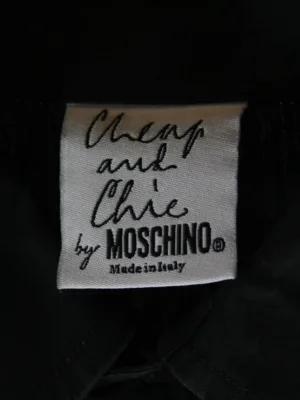 Cheap
and
Chic
by MOSCHINO®
Made in Italy